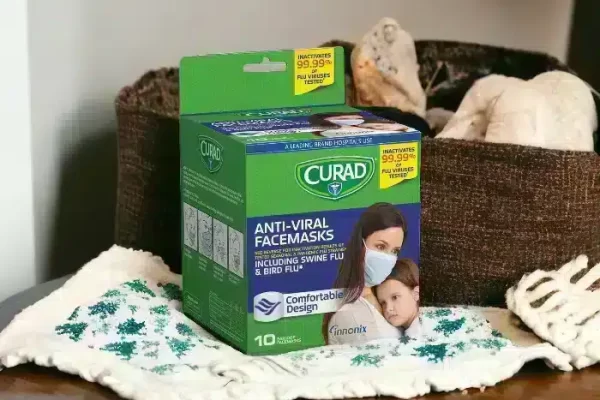 INACTIVATES
99.99%
OF
FLU VIRUSES
TESTED*
A LEADING BRAND HOSPITALS USE
CURAD
CURAD
INACTIVATES
99.99%
OF
FLU VIRUSES
TESTED*
ANTI-VIRAL
FACEMASKS
INCLUDING SWINE FLU
& BIRD FLU*
Comfortable
Design
10
innonix